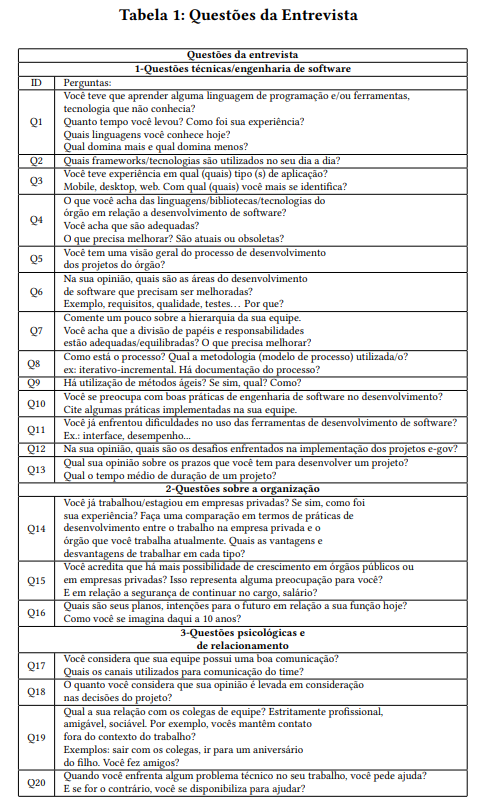 Tabela 1: Questões da Entrevista
Questões da entrevista
1-Questões técnicas/engenharia de software
ID Perguntas:
Q1 Você teve que aprender alguma linguagem de programação e/ou ferramentas,
tecnologia que não conhecia?
Quanto tempo você levou? Como foi sua experiência?
Quais linguagens você conhece hoje?
Qual domina mais e qual domina menos?
Q2 Quais frameworks/tecnologias são utilizados no seu dia a dia?
Q3 Você teve experiência em qual (quais) tipo (s) de aplicação?
Mobile, desktop, web. Com qual (quais) você mais se identifica?
Q4 O que você acha das linguagens/bibliotecas/tecnologias do
órgão em relação a desenvolvimento de software?
Você acha que são adequadas?
O que precisa melhorar? São atuais ou obsoletas?
Q5 Você tem uma visão geral do processo de desenvolvimento
dos projetos do órgão?
Q6 Na sua opinião, quais são as áreas do desenvolvimento
de software que precisam ser melhoradas?
Exemplo, requisitos, qualidade, testes... Por que?
Q7 Comente um pouco sobre a hierarquia da sua equipe.
Você acha que a divisão de papéis e responsabilidades
estão adequadas/equilibradas? O que precisa melhorar?
Q8 Como está o processo? Qual a metodologia (modelo de processo) utilizada/o?
ex: iterativo-incremental. Há documentação do processo?
Q9 Há utilização de métodos ágeis? Se sim, qual? Como?
Q10 Você se preocupa com boas práticas de engenharia de software no desenvolvimento?
Cite algumas práticas implementadas na sua equipe.
Q11 Você já enfrentou dificuldades no uso das ferramentas de desenvolvimento de software?
Ex.: interface, desempenho...
Q12 Na sua opinião, quais são os desafios enfrentados na implementação dos projetos e-gov?
Q13 Qual sua opinião sobre os prazos que você tem para desenvolver um projeto?
Qual o tempo médio de duração de um projeto?
2-Questões sobre a organização
Q14 Você já trabalhou/estagiou em empresas privadas? Se sim, como foi
sua experiência? Faça uma comparação em termos de práticas de
desenvolvimento entre o trabalho na empresa privada e o
órgão que você trabalha atualmente. Quais as vantagens e
desvantagens de trabalhar em cada tipo?
Q15 Você acredita que há mais possibilidade de crescimento em órgãos públicos ou
em empresas privadas? Isso representa alguma preocupação para você?
E em relação a segurança de continuar no cargo, salário?
Q16 Quais são seus planos, intenções para o futuro em relação a sua função hoje?
Como você se imagina daqui a 10 anos?
3-Questões psicológicas e
de relacionamento
Q17 Você considera que sua equipe possui uma boa comunicação?
Quais os canais utilizados para comunicação do time?
Q18 O quanto você considera que sua opinião é levada em consideração
nas decisões do projeto?
Q19 Qual a sua relação com os colegas de equipe? Estritamente profissional,
amigável, sociável. Por exemplo, vocês mantêm contato
fora do contexto do trabalho?
Exemplos: sair com os colegas, ir para um aniversário
do filho. Você fez amigos?
Q20 Quando você enfrenta algum problema técnico no seu trabalho, você pede ajuda?
E se for o contrário, você se disponibiliza para ajudar?